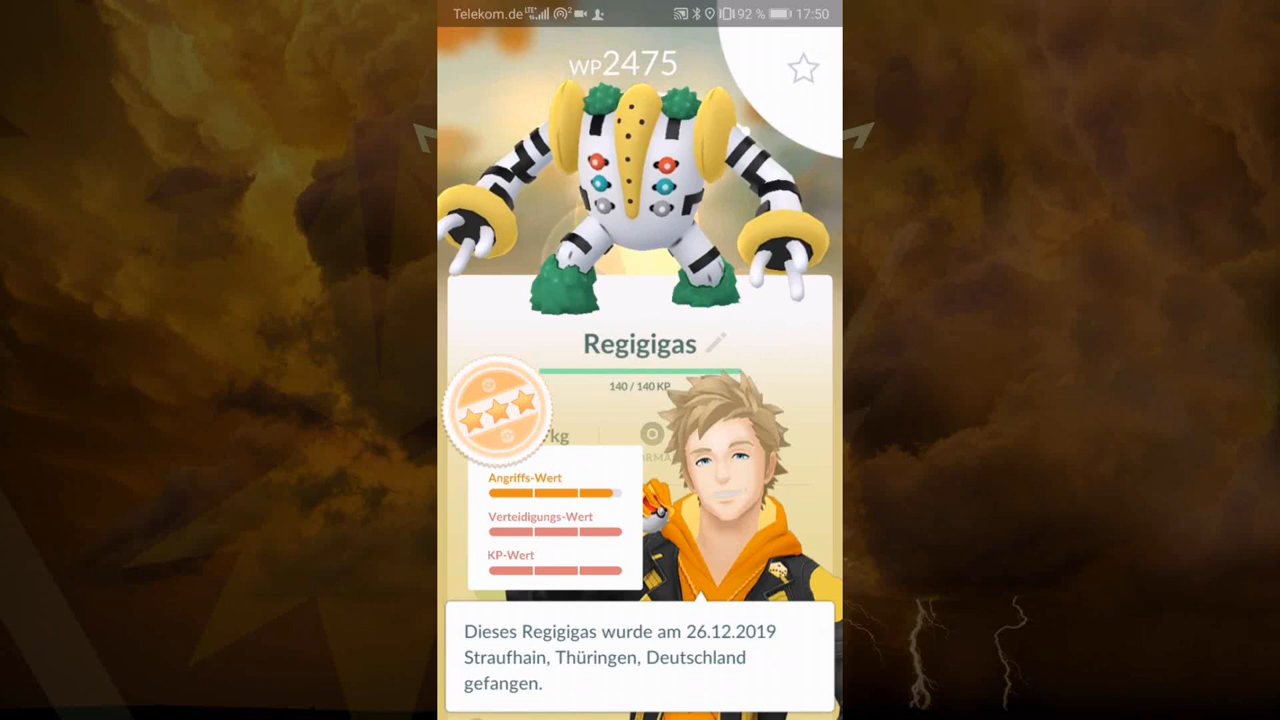 Telekom.de 92 % 17:50
WP2475
Regigigas
140 / 140 KP
kg
Angriffs-Wert
Verteidigungs-Wert
KP-Wert
Dieses Regigigas wurde am 26.12.2019
Straufhain, Thüringen, Deutschland
gefangen.